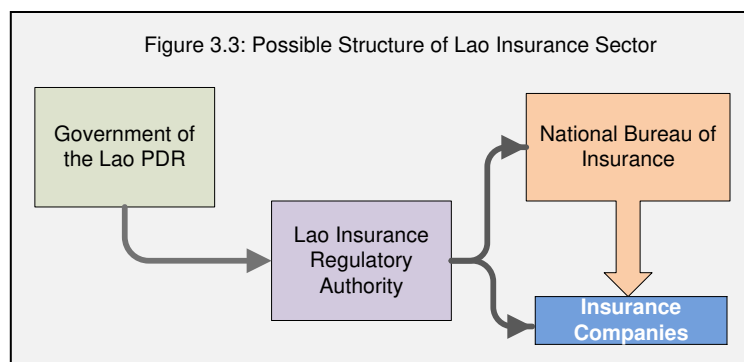 Figure 3.3: Possible Structure of Lao Insurance Sector
Government of
the Lao PDR
National Bureau of
Insurance
Lao Insurance
Regulatory
Authority
Insurance
Companies